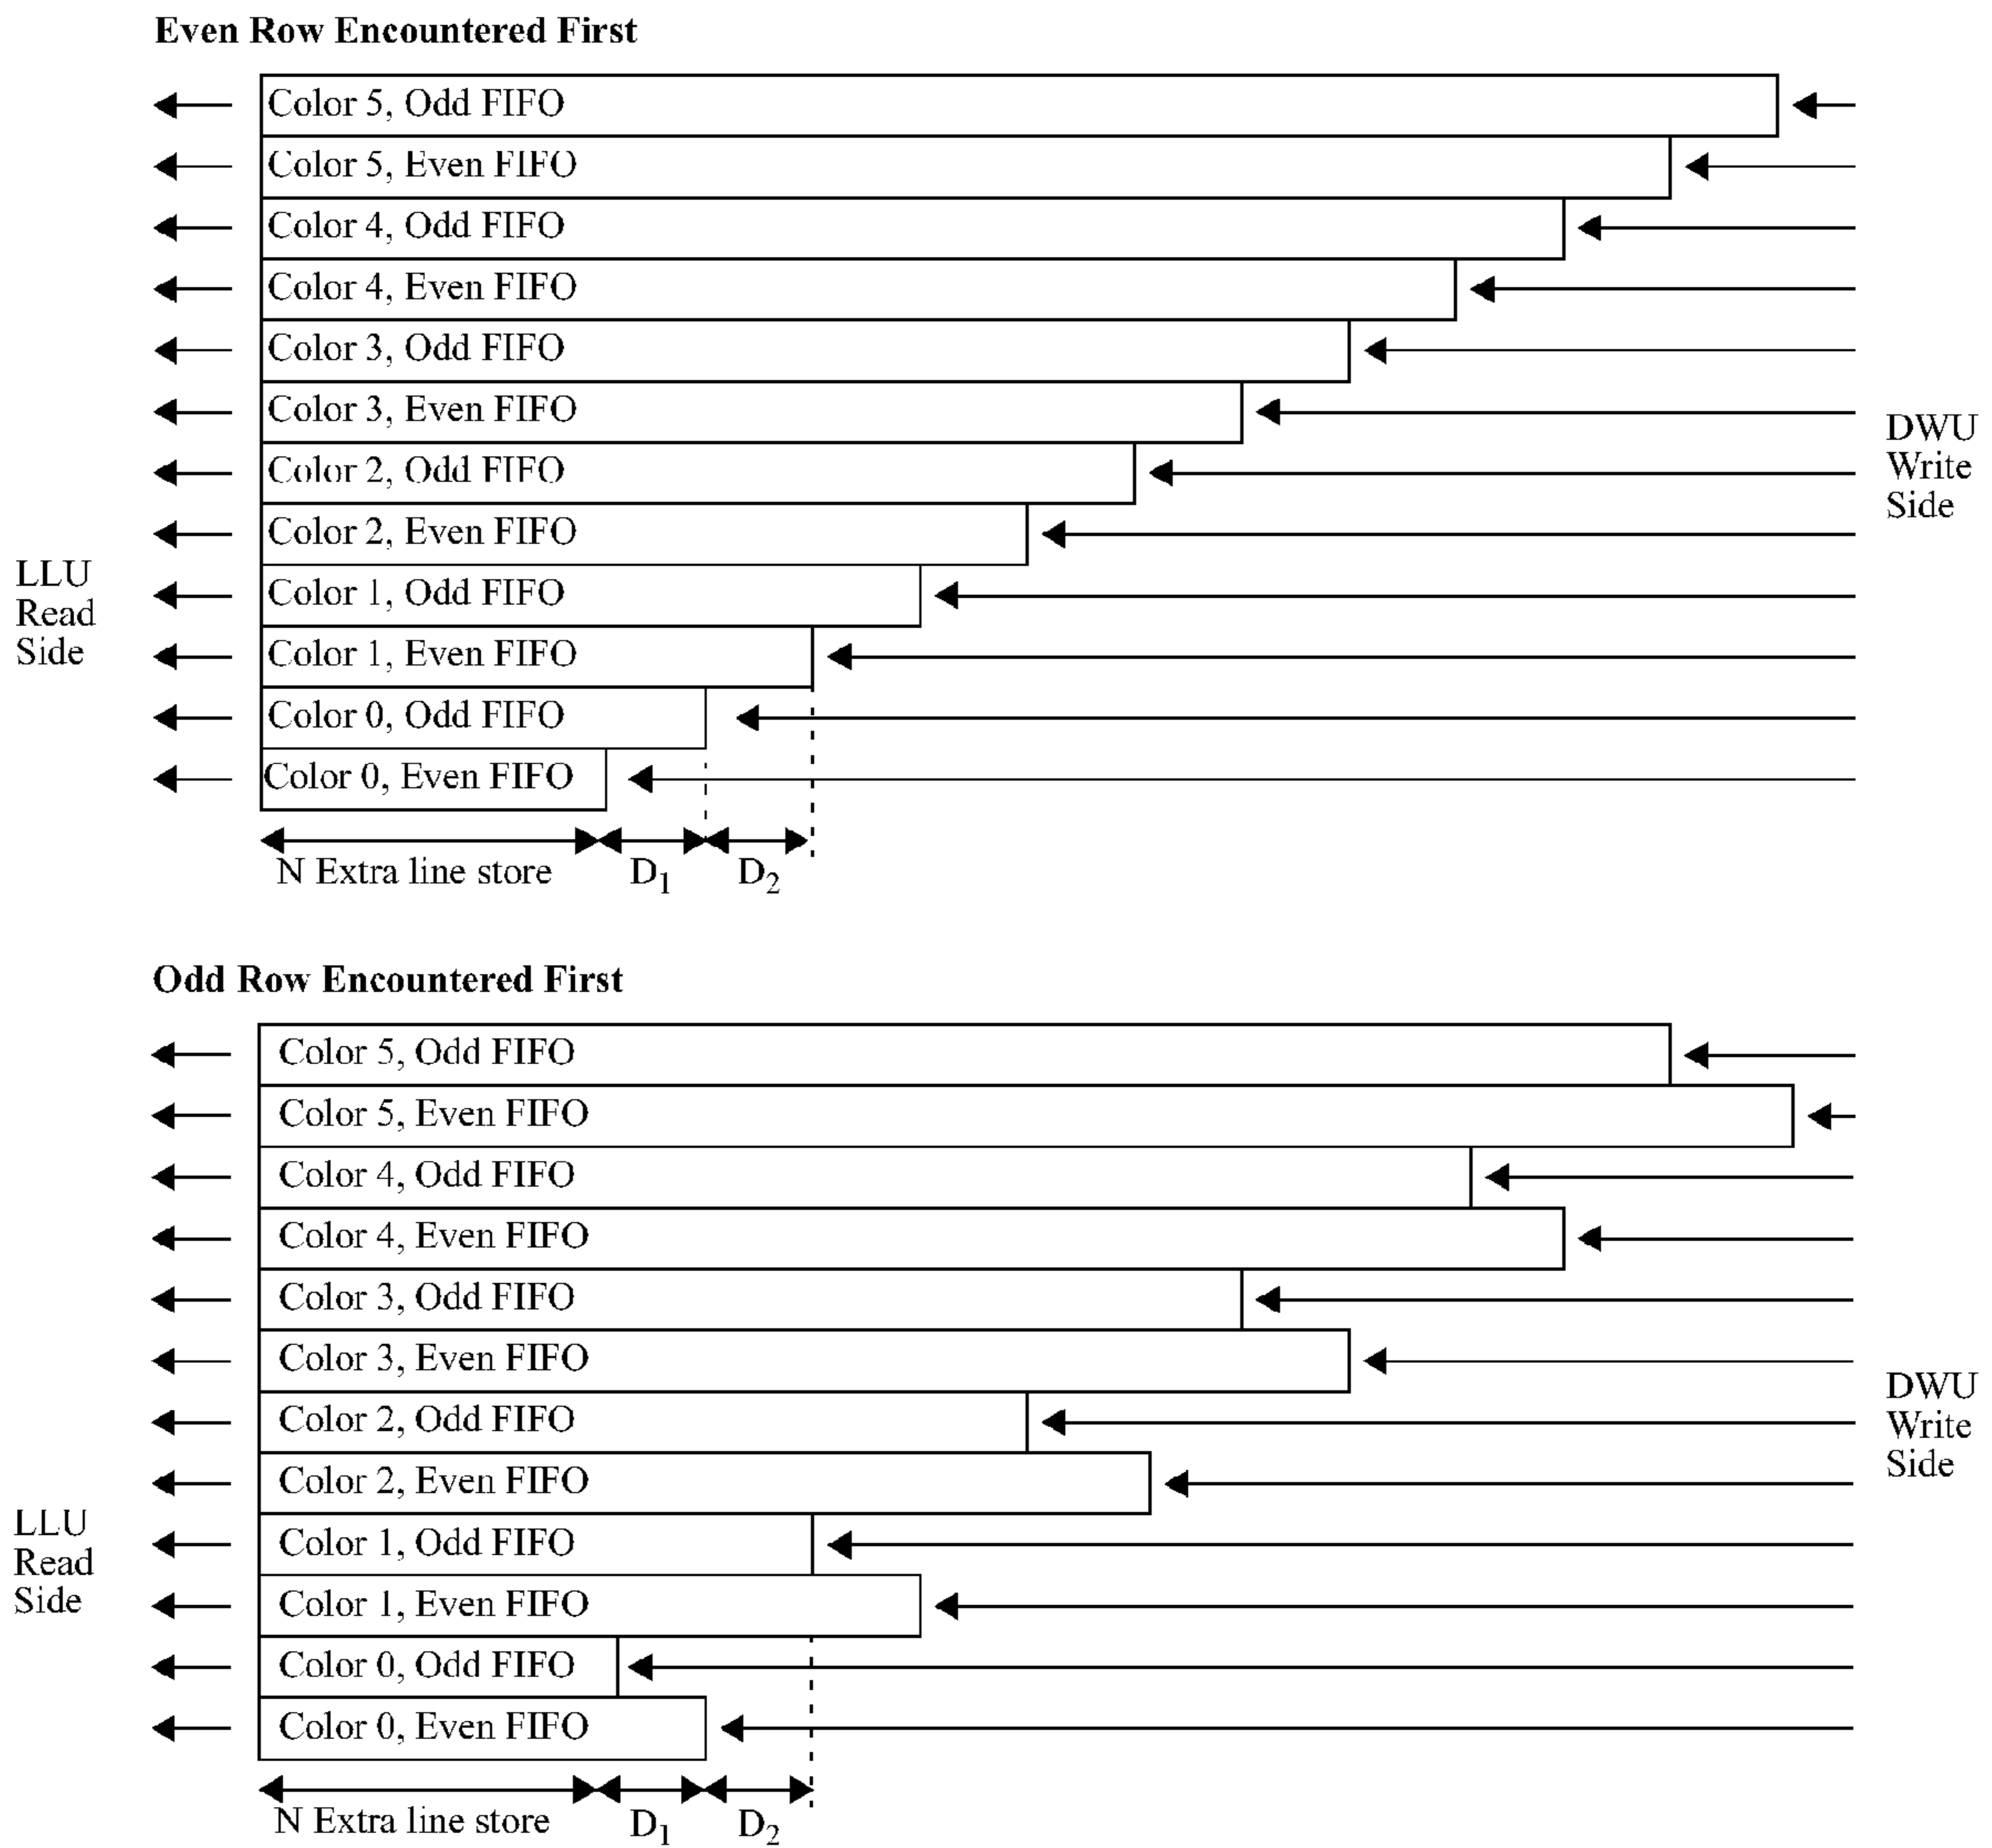 Even Row Encountered First
Color 5, Odd FIFO
Color 5, Even FIFO
Color 4, Odd FIFO
Color 4, Even FIFO
Color 3, Odd FIFO
Color 3, Even FIFO
Color 2, Odd FIFO
Color 2, Even FIFO
Color 1, Odd FIFO
Color 1, Even FIFO
Color 0, Odd FIFO
Color 0, Even FIFO
LLU
Read
Side
DWU
Write
Side
N Extra line store D₁ D₂
Odd Row Encountered First
Color 5, Odd FIFO
Color 5, Even FIFO
Color 4, Odd FIFO
Color 4, Even FIFO
Color 3, Odd FIFO
Color 3, Even FIFO
Color 2, Odd FIFO
Color 2, Even FIFO
Color 1, Odd FIFO
Color 1, Even FIFO
Color 0, Odd FIFO
Color 0, Even FIFO
LLU
Read
Side
DWU
Write
Side
N Extra line store D₁ D₂